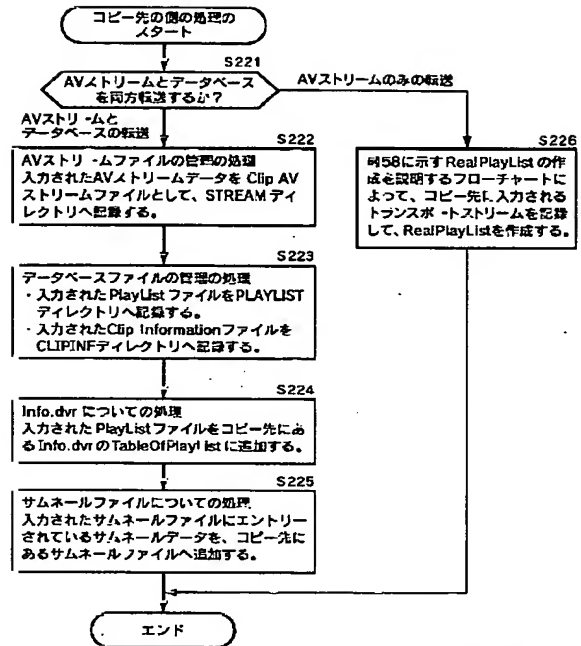 コピー先の側の処理の
スタート
S221
AVストリームとデータベース
を両方転送するか?
AVストリームのみの転送
AVストリームと
データベースの転送
S222
AVストリームファイルの管理の処理
入力されたAVストリームデータを Clip AV
ストリームファイルとして、STREAM ディ
レクトリへ記録する。
S226
図58に示す RealPlayList の作
成を説明するフローチャートに
よって、コピー先に入力される
トランスポートストリームを記録
して、RealPlayListを作成する。
S223
データベースファイルの管理の処理
・入力された PlayList ファイルをPLAYLIST
ディレクトリへ記録する。
・入力されたClip Informationファイルを
CLIPINFディレクトリへ記録する。
S224
Info.dvr についての処理
入力された PlayList ファイルをコピー先にあ
る Info.dvr のTableOfPlayList に追加する。
S225
サムネールファイルについての処理
入力されたサムネールファイルにエントリー
されているサムネールデータを、コピー先に
あるサムネールファイルへ追加する。
エンド